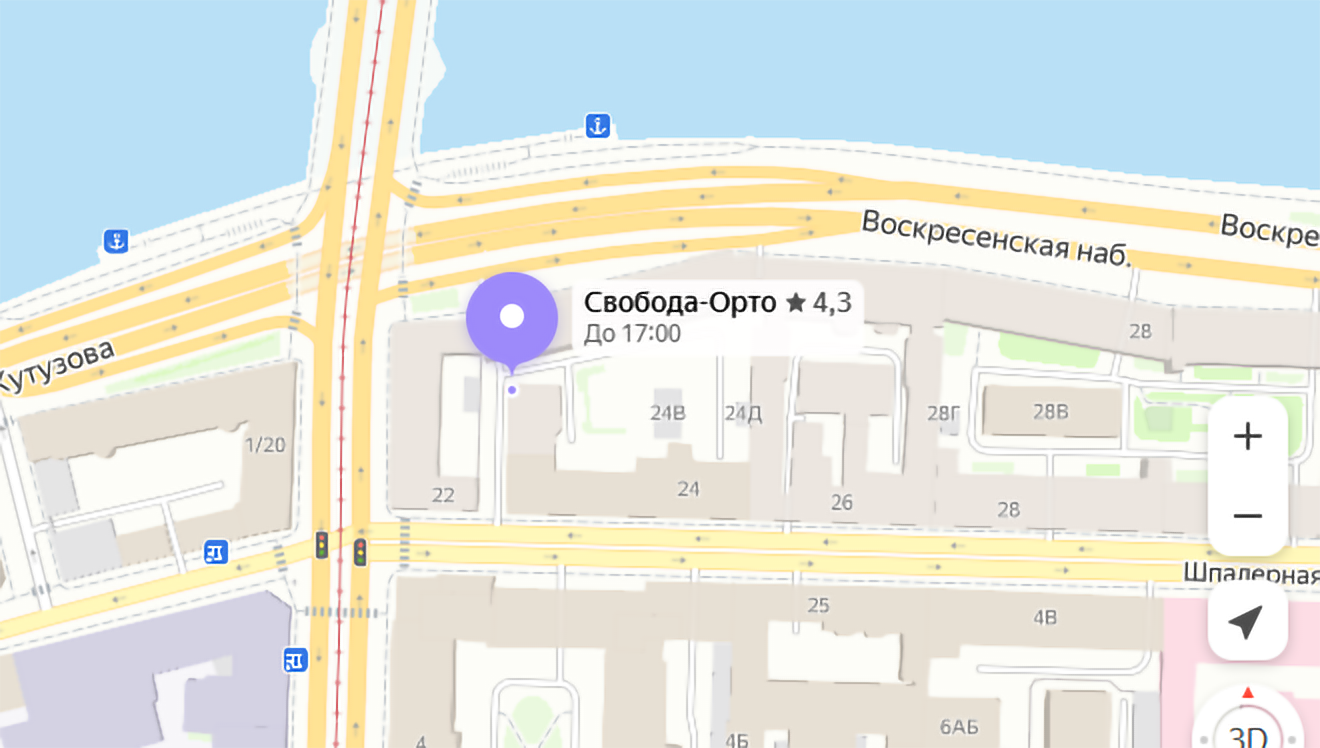 Воскресенская наб.
Воскре
Свобода-Орто ★ 4,3
До 17:00
28
Кутузова
24В
24Д
28Г
28В
1/20
22
24
26
28
Шпалерная
25
4В
4
4Б
6АБ
3D